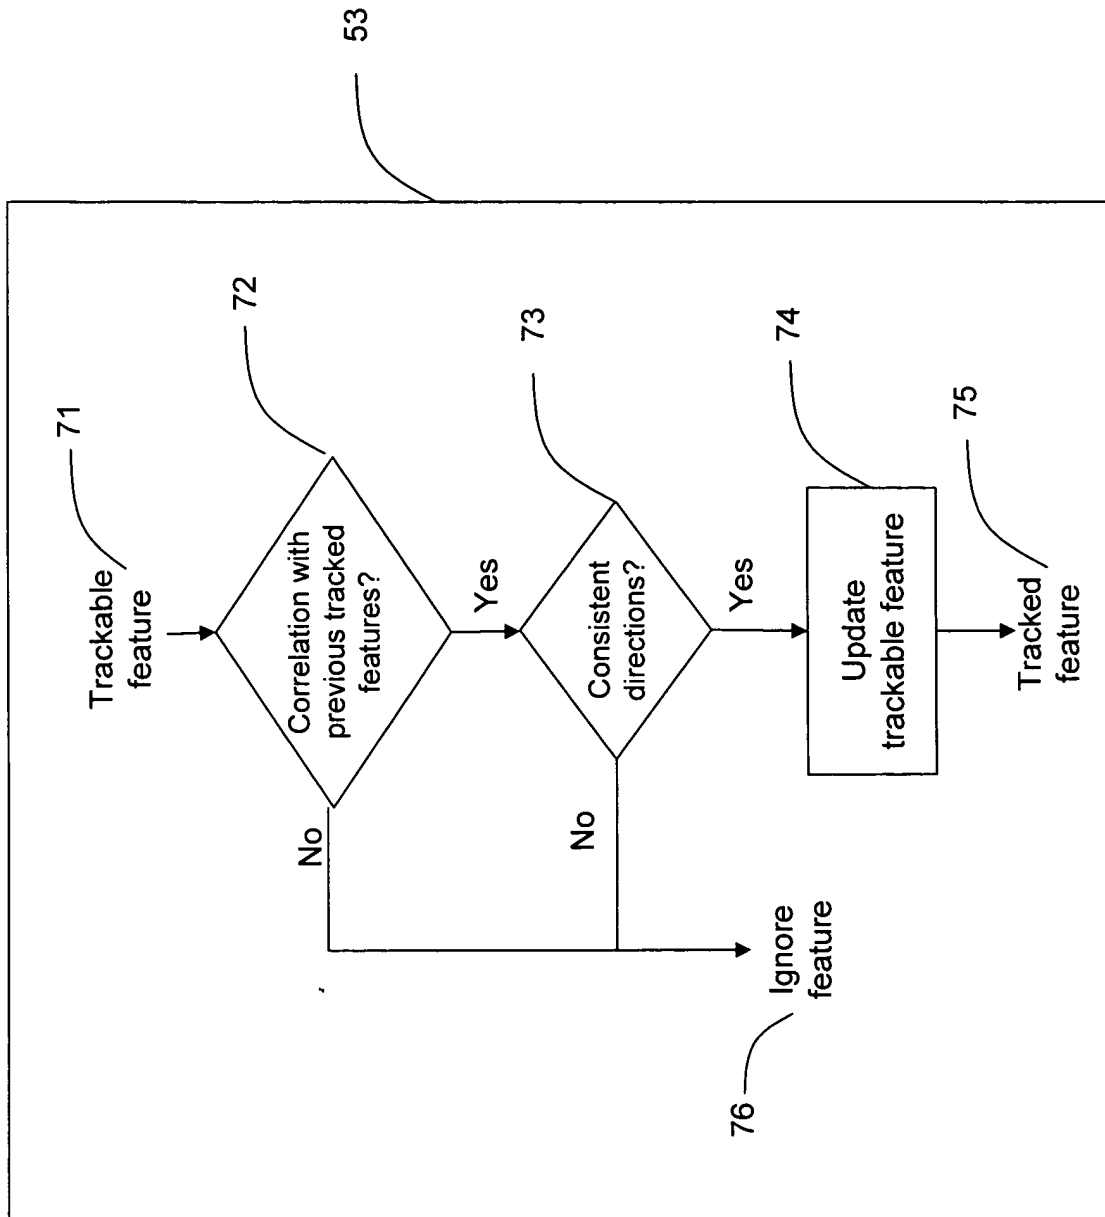 53
Trackable
feature
71
72
Correlation with
previous tracked
features?
No
Yes
73
Consistent
directions?
No
Yes
74
Update
trackable feature
75
Tracked
feature
Ignore
feature
76